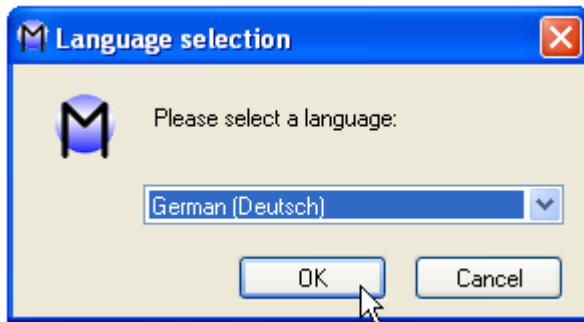 Language selection
Please select a language:
German (Deutsch)
OK
Cancel